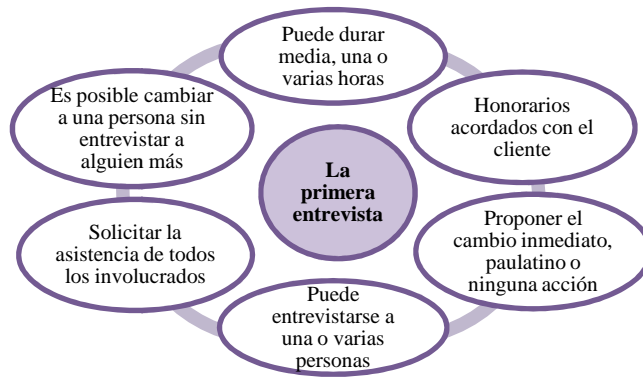 Puede durar
media, una o
varias horas
Honorarios
acordados con el
cliente
Proponer el
cambio inmediato,
paulatino o
ninguna acción
Puede
entrevistarse a
una o varias
personas
Solicitar la
asistencia de todos
los involucrados
Es posible cambiar
a una persona sin
entrevistar a
alguien más
La
primera
entrevista